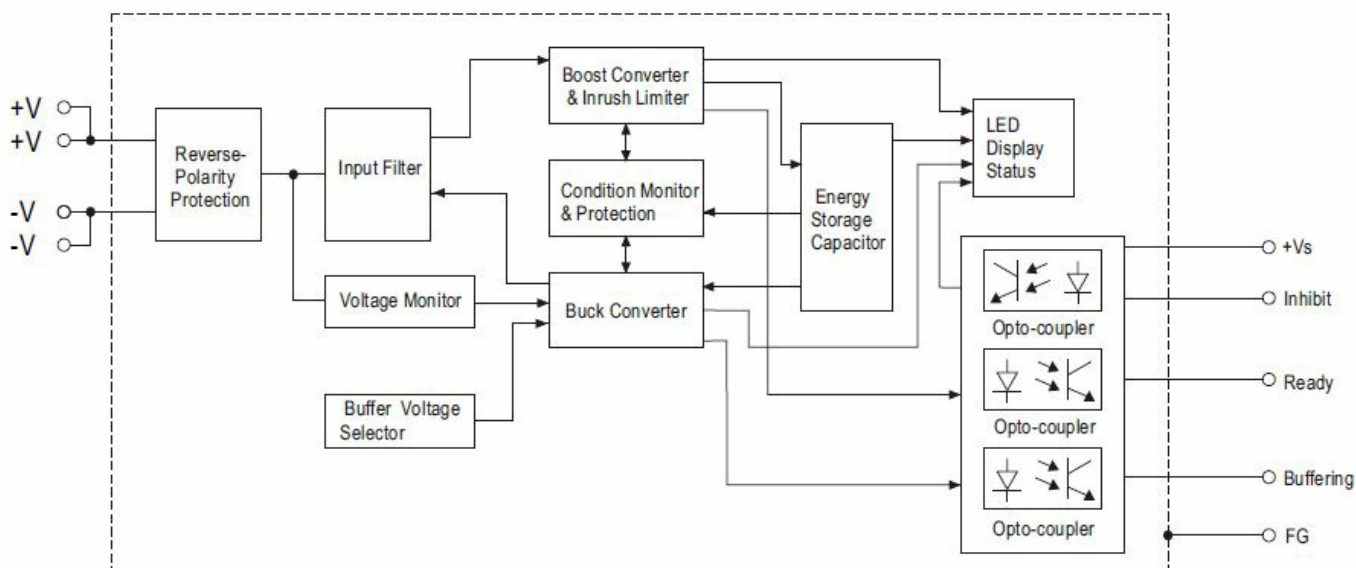 +V
+V
-V
-V
Reverse-
Polarity
Protection
Input Filter
Voltage Monitor
Buffer Voltage
Selector
Boost Converter
& Inrush Limiter
Condition Monitor
& Protection
Buck Converter
Energy
Storage
Capacitor
LED
Display
Status
Opto-coupler
Opto-coupler
Opto-coupler
+Vs
Inhibit
Ready
Buffering
FG